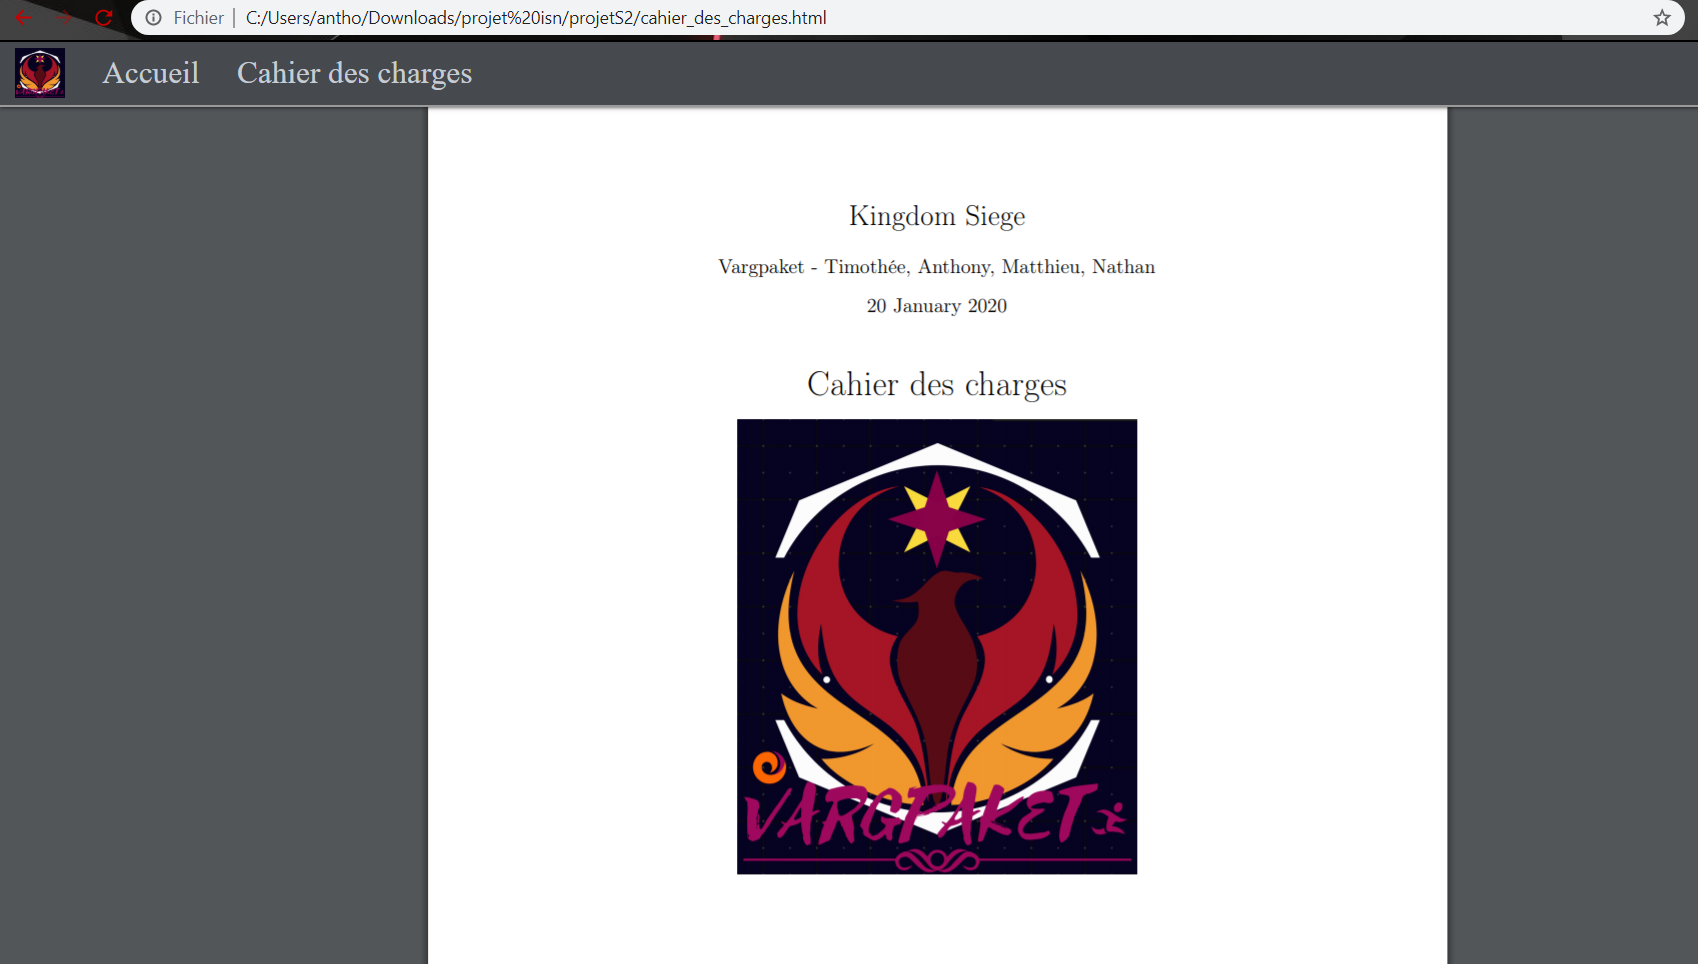 Fichier | C:/Users/antho/Downloads/projet%20isn/projetS2/cahier_des_charges.html
Accueil Cahier des charges
Kingdom Siege
Vargpaket - Timothée, Anthony, Matthieu, Nathan
20 January 2020
Cahier des charges
VARGPAKET